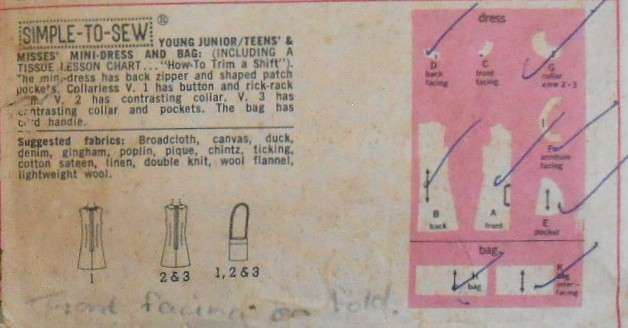 SIMPLE-TO-SEW®
YOUNG JUNIOR/TEENS' &
MISSES' MINI-DRESS AND BAG: (INCLUDING A
TISSUE LESSON CHART..."How-To Trim a Shift").
The mini-dress has back zipper and shaped patch
pockets. Collarless V. 1 has button and rick-rack
V. 2 has contrasting collar. V. 3 has
contrasting collar and pockets. The bag has
cord handle.
Suggested fabrics: Broadcloth, canvas, duck,
denim, gingham, poplin, pique, chintz, ticking,
cotton sateen, linen, double knit, wool flannel,
lightweight wool.
1
2&3
1, 2 & 3
Front facing on fold.
dress
D
back
facing
C
front
facing
G
collar
view 2-3
I
armhole
facing
B
back
A
front
E
pocket
bag
H
bag
K
bag
inter-
facing